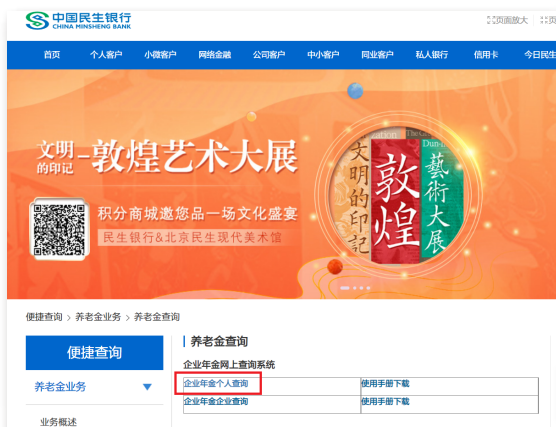 中国民生银行
CHINA MINSHENG BANK
页面放大
首页 个人客户 小微客户 网络金融 公司客户 中小客户 同业客户 私人银行 信用卡 今日民生
文明的印记-敦煌艺术大展
积分商城邀您品一场文化盛宴
民生银行&北京民生现代美术馆
文明的印记
敦煌
藝術大展
便捷查询 > 养老金业务 > 养老金查询
便捷查询
养老金业务
业务概述
养老金查询
企业年金网上查询系统
企业年金个人查询 使用手册下载
企业年金企业查询 使用手册下载